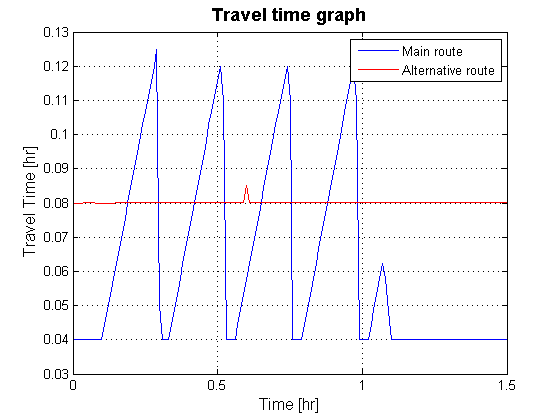 Travel time graph
0.13
0.12
0.11
0.1
0.09
0.08
0.07
0.06
0.05
0.04
0.03
Travel Time [hr]
Main route
Alternative route
0 0.5 1 1.5
Time [hr]